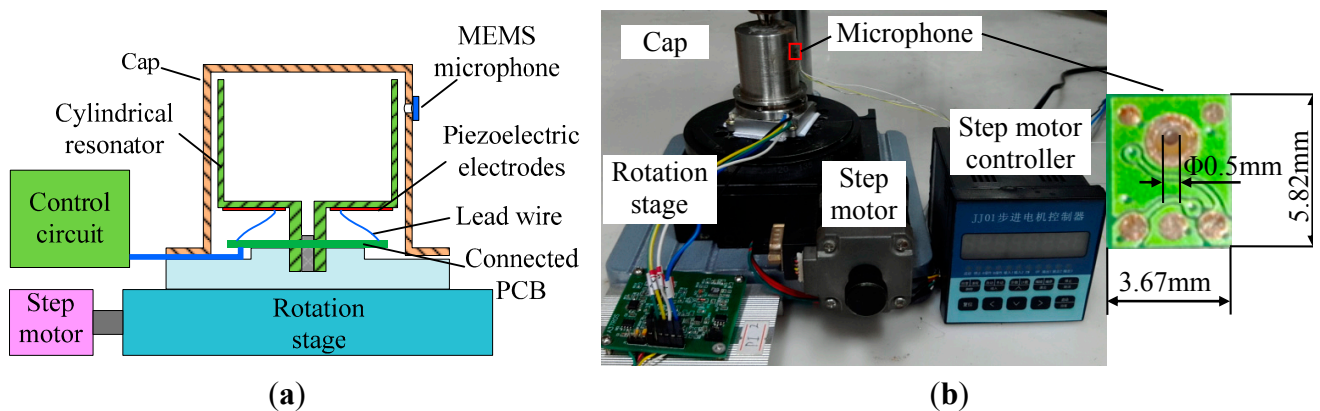 Cap
MEMS
microphone
Cylindrical
resonator
Piezoelectric
electrodes
Control
circuit
Lead wire
Connected
PCB
Step
motor
Rotation
stage
(a)
Cap
Microphone
Step motor
controller
Rotation
stage
Step
motor
JJ01步进电机控制器
Φ0.5mm
5.82mm
3.67mm
(b)